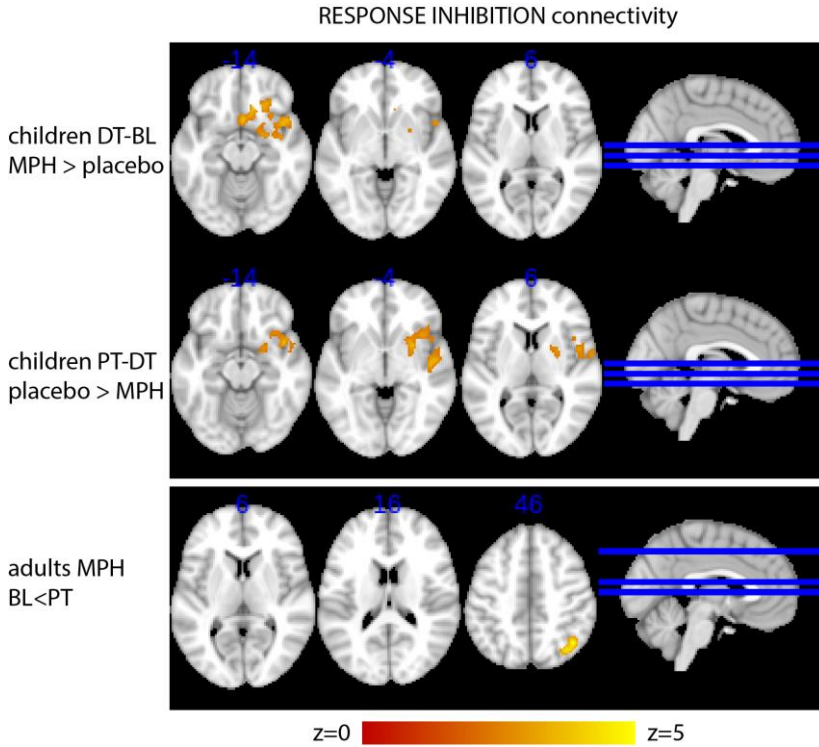 RESPONSE INHIBITION connectivity
-14 -4 6
children DT-BL
MPH > placebo
-14 -4 6
children PT-DT
placebo > MPH
6 16 46
adults MPH
BL<PT
z=0 z=5